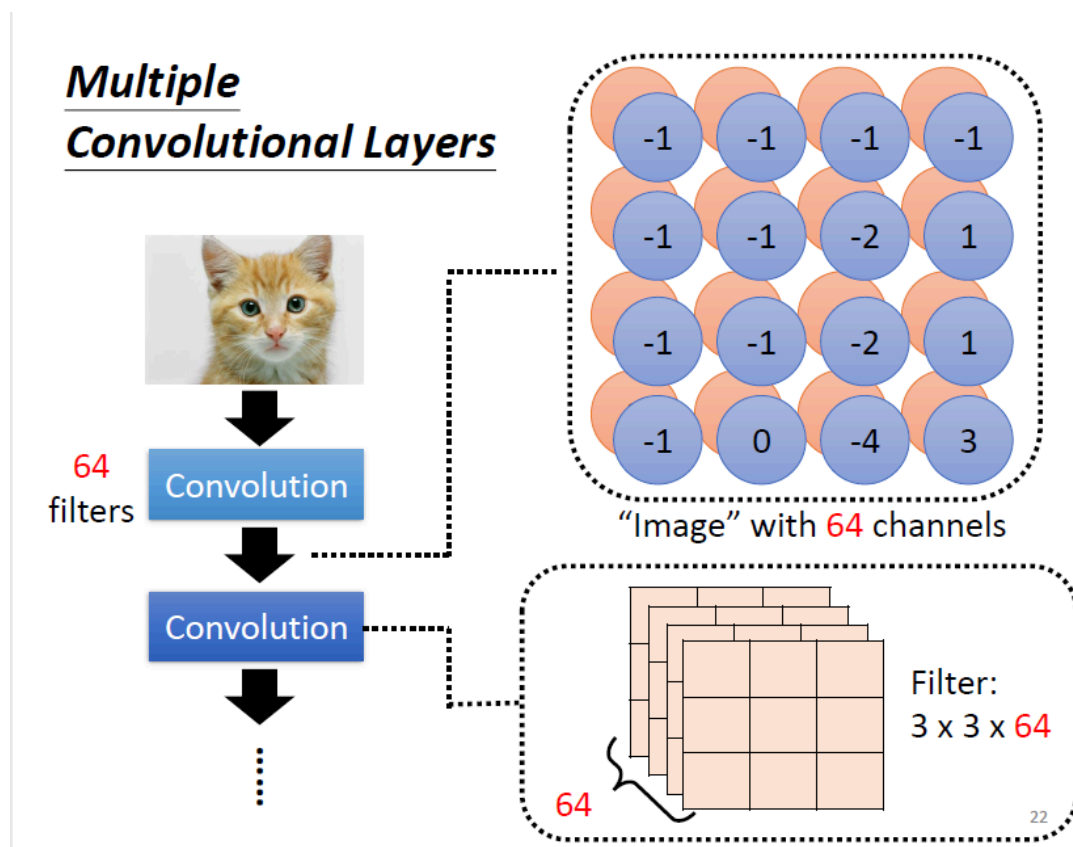 Multiple
Convolutional Layers
64
filters
Convolution
Convolution
-1 -1 -1 -1
-1 -1 -2 1
-1 -1 -2 1
-1 0 -4 3
“Image” with 64 channels
Filter:
3 x 3 x 64
64
22